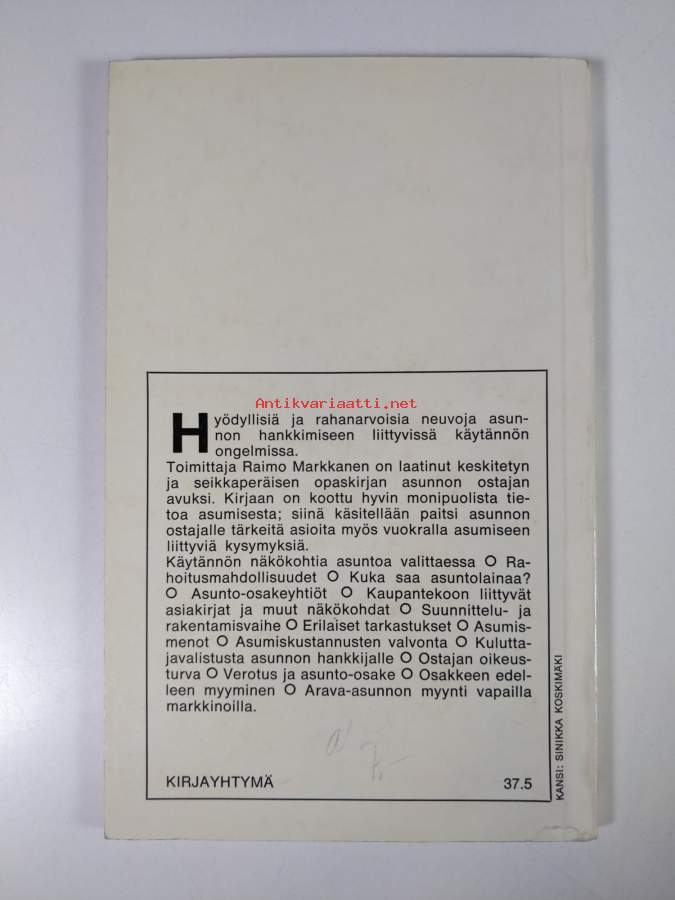 Antikvariaatti.net
Hyödyllisiä ja rahanarvoisia neuvoja asun-
non hankkimiseen liittyvissä käytännön
ongelmissa.
Toimittaja Raimo Markkanen on laatinut keskitetyn
ja seikkaperäisen opaskirjan asunnon ostajan
avuksi. Kirjaan on koottu hyvin monipuolista tie-
toa asumisesta; siinä käsitellään paitsi asunnon
ostajalle tärkeitä asioita myös vuokralla asumiseen
liittyviä kysymyksiä.
Käytännön näkökohtia asuntoa valittaessa O Ra-
hoitusmahdollisuudet O Kuka saa asuntolainaa?
O Asunto-osakeyhtiöt O Kaupantekoon liittyvät
asiakirjat ja muut näkökohdat O Suunnittelu- ja
rakentamisvaihe O Erilaiset tarkastukset O Asumis-
menot O Asumiskustannusten valvonta O Kulutta-
javalistusta asunnon hankkijalle O Ostajan oikeus-
turva O Verotus ja asunto-osake O Osakkeen edel-
leen myyminen O Arava-asunnon myynti vapailla
markkinoilla.
KIRJAYHTYMÄ 37.5
KANSI: SINIKKA KOSKIMÄKI